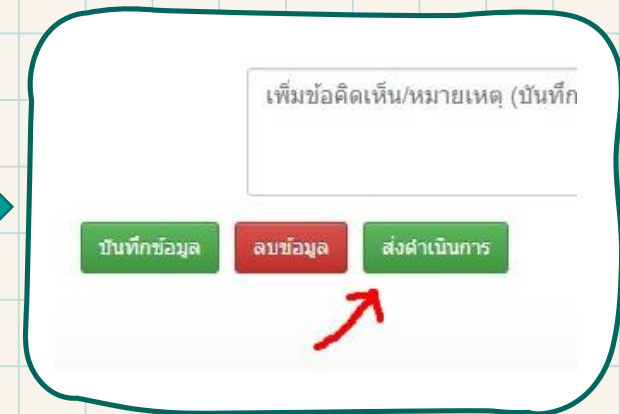 เพิ่มข้อคิดเห็น/หมายเหตุ (บันทึก
บันทึกข้อมูล ลบข้อมูล ส่งดำเนินการ